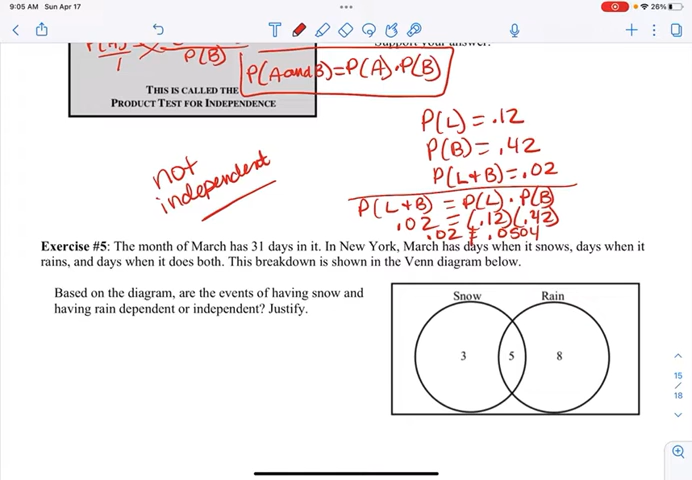 9:05 AM Sun Apr 17
26%
P(B)
1
P(A and B) = P(A) · P(B)
THIS IS CALLED THE
PRODUCT TEST FOR INDEPENDENCE
P(L) = .12
P(B) = .42
P(L+B) = .02
not
independent
P(L+B) = P(L) · P(B)
.02 = (.12)(.42)
.02 ≠ .0504
Exercise #5: The month of March has 31 days in it. In New York, March has days when it snows, days when it
rains, and days when it does both. This breakdown is shown in the Venn diagram below.
Based on the diagram, are the events of having snow and
having rain dependent or independent? Justify.
Snow Rain
3 5 8
15
/
18